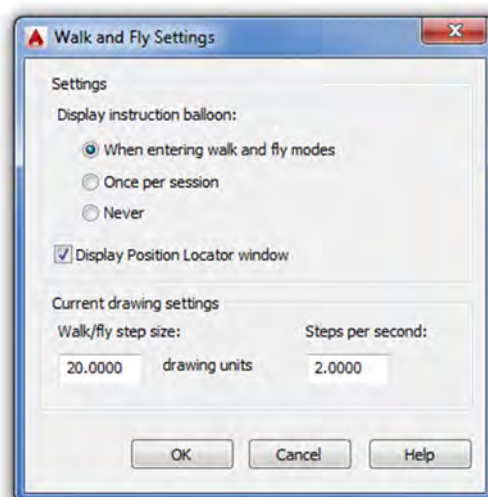 Walk and Fly Settings
Settings
Display instruction balloon:
When entering walk and fly modes
Once per session
Never
Display Position Locator window
Current drawing settings
Walk/fly step size: Steps per second:
20.0000 drawing units 2.0000
OK Cancel Help